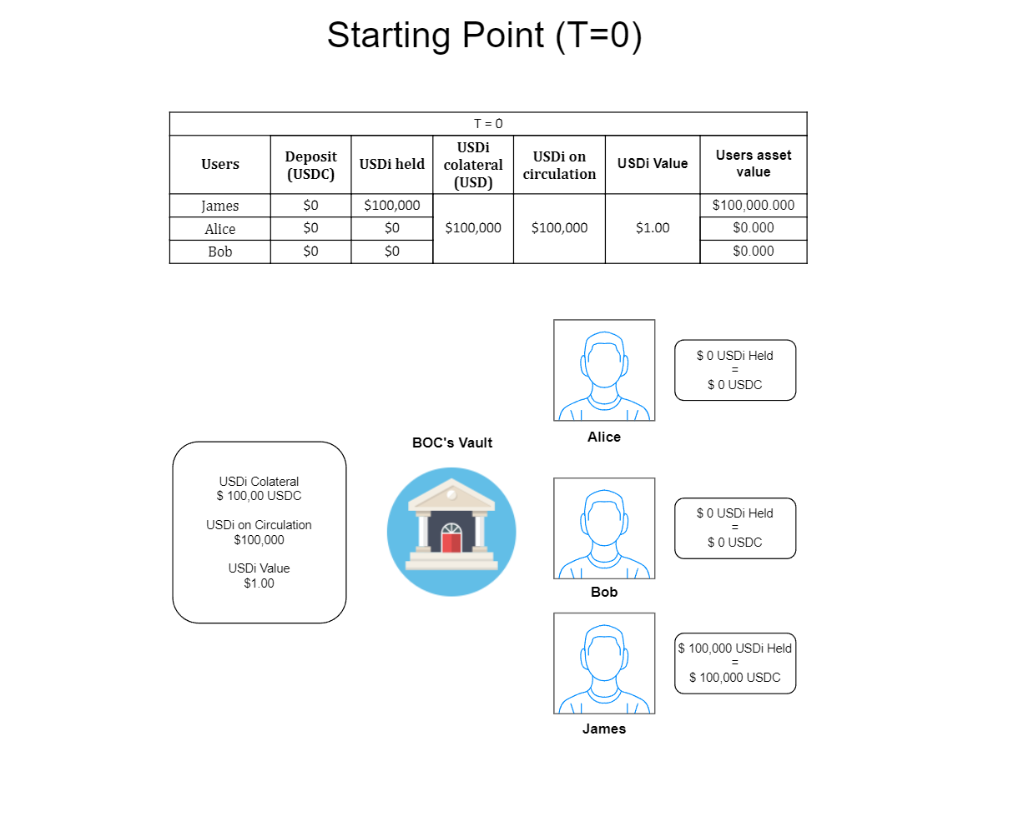 Starting Point (T=0)
T = 0
Users Deposit (USDC) USDi held USDi colateral (USD) USDi on circulation USDi Value Users asset value
James $0 $100,000 $100,000.000
Alice $0 $0 $100,000 $100,000 $1.00 $0.000
Bob $0 $0 $0.000
$ 0 USDi Held
=
$ 0 USDC
Alice
BOC's Vault
USDi Colateral
$ 100,00 USDC
USDi on Circulation
$100,000
USDi Value
$1.00
$ 0 USDi Held
=
$ 0 USDC
Bob
$ 100,000 USDi Held
=
$ 100,000 USDC
James